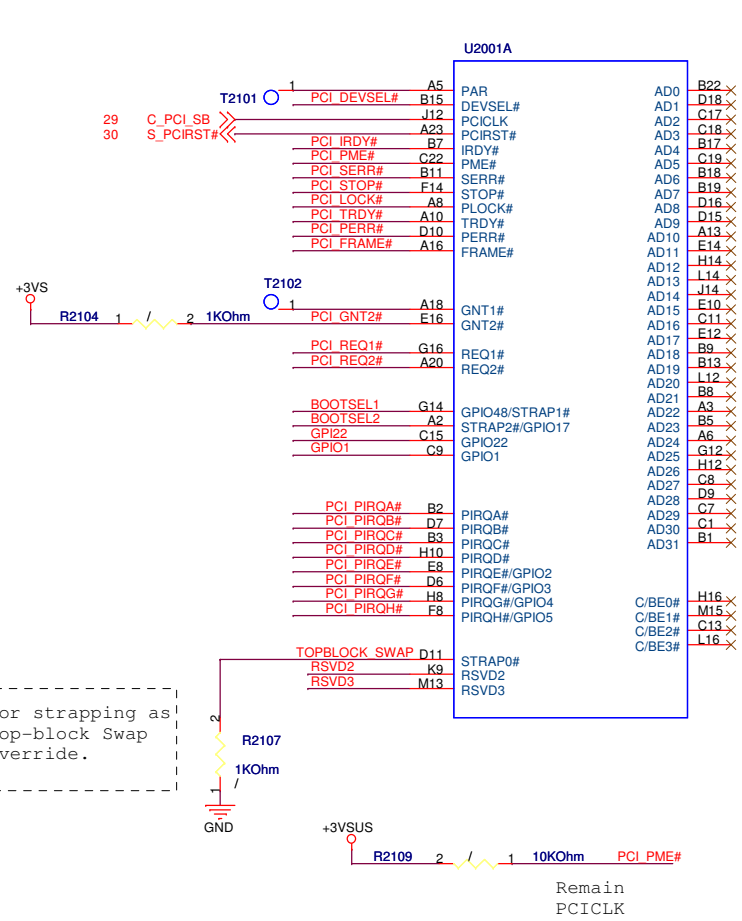 U2001A
T2101 1 A5 PAR AD0 B22
PCI_DEVSEL# B15 DEVSEL# AD1 D18
29 C_PCI_SB J12 PCICLK AD2 C17
30 S_PCIRST# A23 PCIRST# AD3 C18
PCI_IRDY# B7 IRDY# AD4 B17
PCI_PME# C22 PME# AD5 C19
PCI_SERR# B11 SERR# AD6 B18
PCI_STOP# F14 STOP# AD7 B19
PCI_LOCK# A8 PLOCK# AD8 D16
PCI_TRDY# A10 TRDY# AD9 D15
PCI_PERR# D10 PERR# AD10 A13
PCI_FRAME# A16 FRAME# AD11 E14
AD12 H14
AD13 L14
AD14 J14
+3VS T2102 1 A18 GNT1# AD15 E10
R2104 1 / 2 1KOhm PCI_GNT2# E16 GNT2# AD16 C11
AD17 E12
PCI_REQ1# G16 REQ1# AD18 B9
PCI_REQ2# A20 REQ2# AD19 B13
AD20 L12
AD21 B8
BOOTSEL1 G14 GPIO48/STRAP1# AD22 A3
BOOTSEL2 A2 STRAP2#/GPIO17 AD23 B5
GPI22 C15 GPIO22 AD24 A6
GPIO1 C9 GPIO1 AD25 G12
AD26 H12
AD27 C8
AD28 D9
PCI_PIRQA# B2 PIRQA# AD29 C7
PCI_PIRQB# D7 PIRQB# AD30 C1
PCI_PIRQC# B3 PIRQC# AD31 B1
PCI_PIRQD# H10 PIRQD#
PCI_PIRQE# E8 PIRQE#/GPIO2
PCI_PIRQF# D6 PIRQF#/GPIO3
PCI_PIRQG# H8 PIRQG#/GPIO4 C/BE0# H16
PCI_PIRQH# F8 PIRQH#/GPIO5 C/BE1# M15
C/BE2# C13
C/BE3# L16
TOPBLOCK_SWAP D11 STRAP0#
RSVD2 K9 RSVD2
RSVD3 M13 RSVD3
or strapping as
op-block Swap
verride.
2
R2107
1KOhm
/
1
GND
+3VSUS
R2109 2 / 1 10KOhm PCI_PME#
Remain
PCICLK